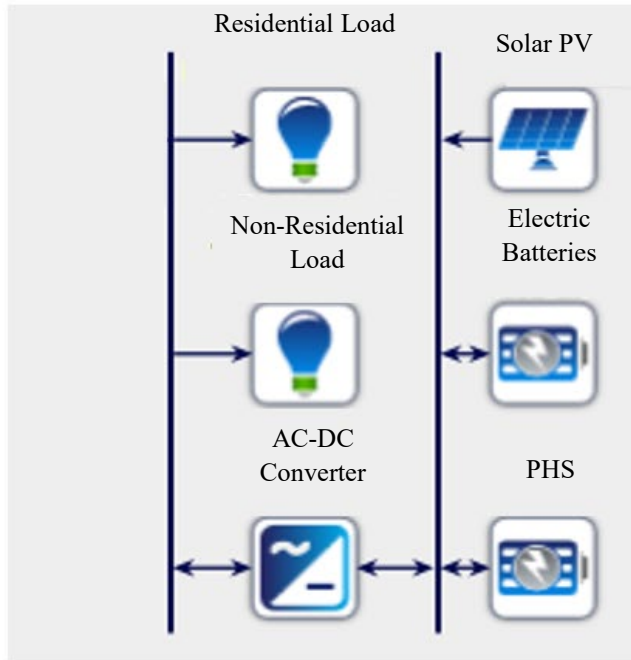 Residential Load
Solar PV
Non-Residential
Load
Electric
Batteries
AC-DC
Converter
PHS